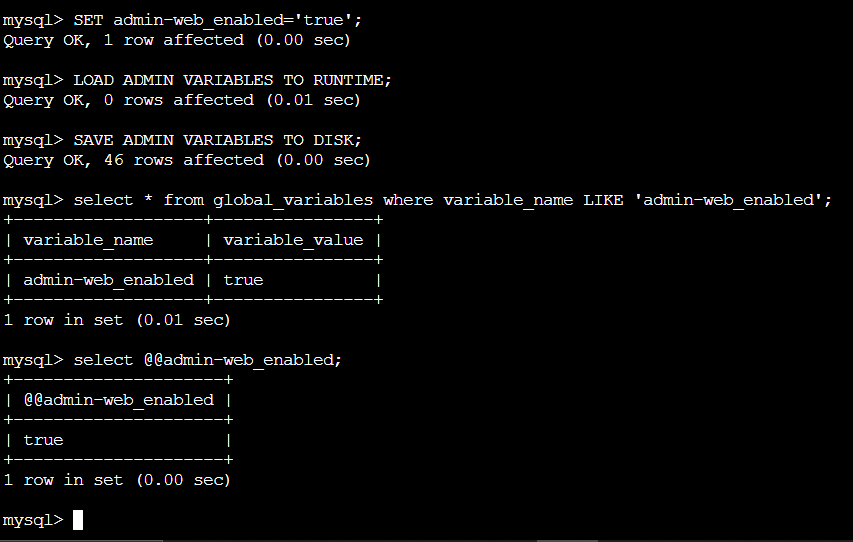 mysql> SET admin-web_enabled='true';
Query OK, 1 row affected (0.00 sec)
mysql> LOAD ADMIN VARIABLES TO RUNTIME;
Query OK, 0 rows affected (0.01 sec)
mysql> SAVE ADMIN VARIABLES TO DISK;
Query OK, 46 rows affected (0.00 sec)
mysql> select * from global_variables where variable_name LIKE 'admin-web_enabled';
+-------------------+----------------+
| variable_name     | variable_value |
+-------------------+----------------+
| admin-web_enabled | true           |
+-------------------+----------------+
1 row in set (0.01 sec)
mysql> select @@admin-web_enabled;
+---------------------+
| @@admin-web_enabled |
+---------------------+
| true                |
+---------------------+
1 row in set (0.00 sec)
mysql>